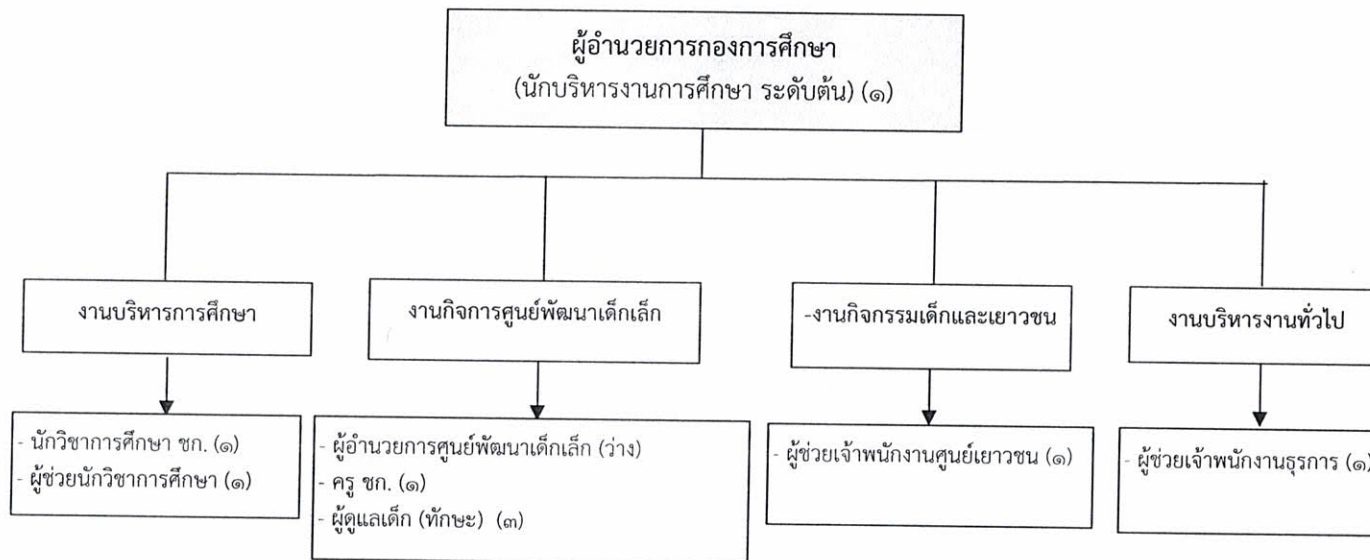 ผู้อำนวยการกองการศึกษา
(นักบริหารงานการศึกษา ระดับต้น) (๑)
งานบริหารการศึกษา
งานกิจการศูนย์พัฒนาเด็กเล็ก
-งานกิจกรรมเด็กและเยาวชน
งานบริหารงานทั่วไป
- นักวิชาการศึกษา ชก. (๑)
- ผู้ช่วยนักวิชาการศึกษา (๑)
- ผู้อำนวยการศูนย์พัฒนาเด็กเล็ก (ว่าง)
- ครู ชก. (๑)
- ผู้ดูแลเด็ก (ทักษะ) (๓)
- ผู้ช่วยเจ้าพนักงานศูนย์เยาวชน (๑)
- ผู้ช่วยเจ้าพนักงานธุรการ (๑)